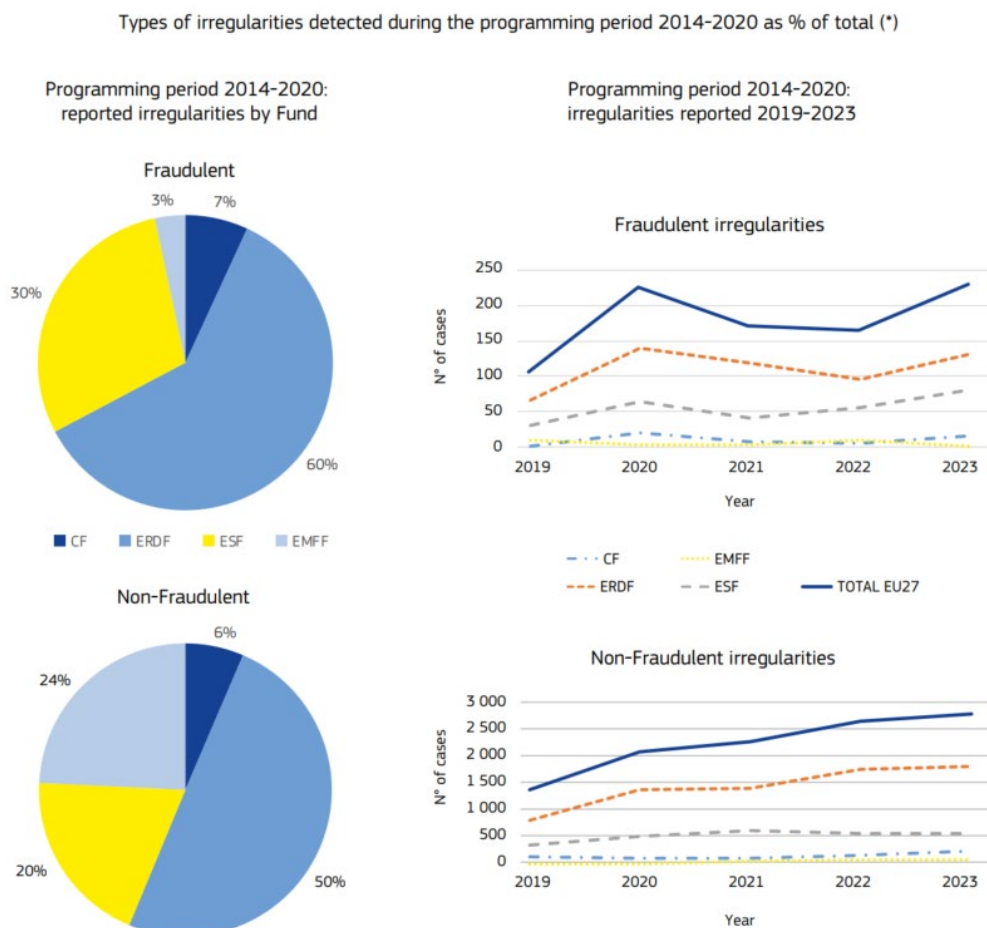 Types of irregularities detected during the programming period 2014-2020 as % of total (*)
Programming period 2014-2020:
reported irregularities by Fund
Fraudulent
3%
7%
30%
60%
CF
ERDF
ESF
EMFF
Non-Fraudulent
6%
24%
20%
50%
Programming period 2014-2020:
irregularities reported 2019-2023
Fraudulent irregularities
N° of cases
250
200
150
100
50
0
2019
2020
2021
2022
2023
Year
CF
EMFF
ERDF
ESF
TOTAL EU27
Non-Fraudulent irregularities
N° of cases
3 000
2 500
2 000
1 500
1 000
500
0
2019
2020
2021
2022
2023
Year